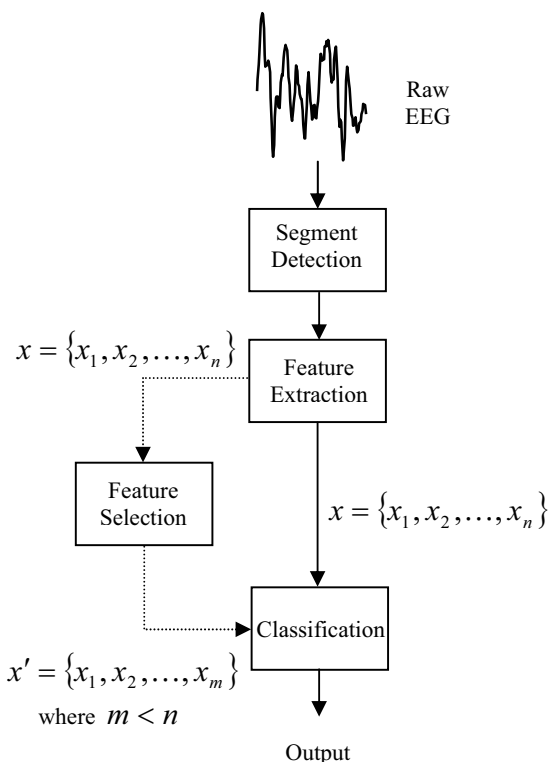 Raw
EEG
Segment
Detection
x = {x₁, x₂, …, xₙ}
Feature
Extraction
Feature
Selection
x = {x₁, x₂, …, xₙ}
Classification
x′ = {x₁, x₂, …, xₘ}
where m < n
Output